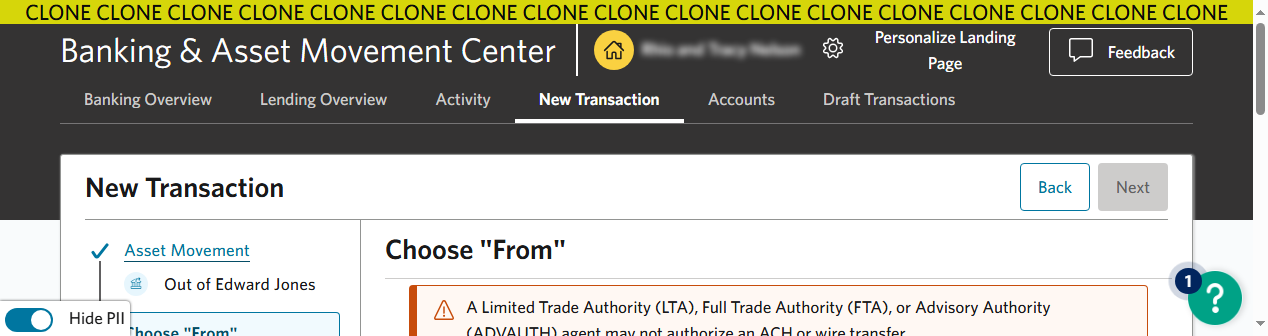 CLONE CLONE CLONE CLONE CLONE CLONE CLONE CLONE CLONE CLONE CLONE CLONE CLONE CLONE CLONE CLONE CLONE
Banking & Asset Movement Center
Personalize Landing
Page
Feedback
Banking Overview Lending Overview Activity New Transaction Accounts Draft Transactions
New Transaction
Back Next
Asset Movement
Out of Edward Jones
Choose "From"
Choose "From"
A Limited Trade Authority (LTA), Full Trade Authority (FTA), or Advisory Authority
(ADVAUTH) agent may not authorize an ACH or wire transfer.
Hide PII
1
?